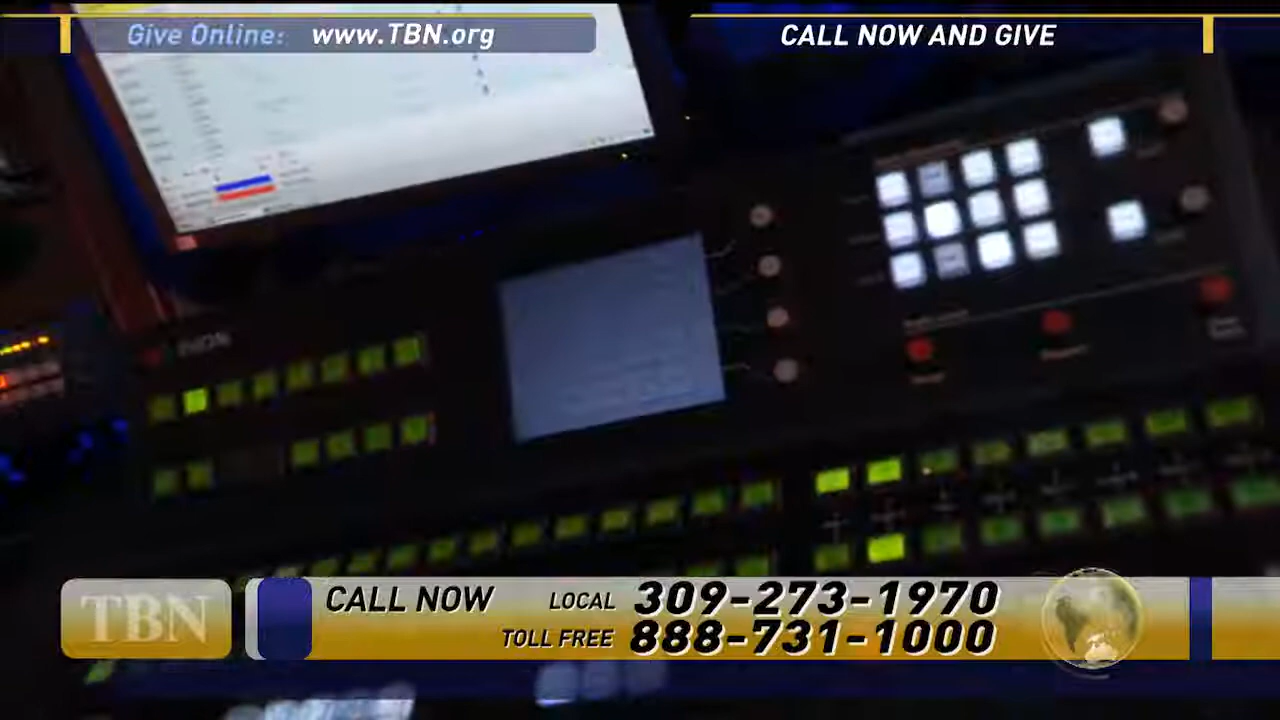 Give Online: www.TBN.org
CALL NOW AND GIVE
TBN
CALL NOW
LOCAL 309-273-1970
TOLL FREE 888-731-1000